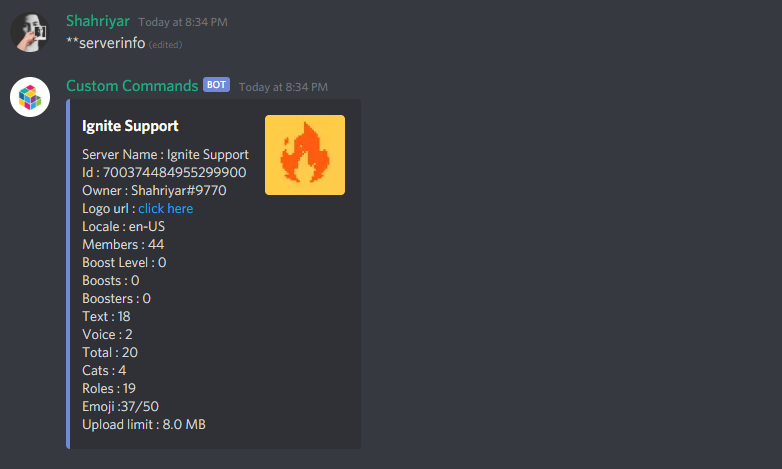 Shahriyar Today at 8:34 PM
**serverinfo (edited)
Custom Commands BOT Today at 8:34 PM
Ignite Support
Server Name : Ignite Support
Id : 700374484955299900
Owner : Shahriyar#9770
Logo url : click here
Locale : en-US
Members : 44
Boost Level : 0
Boosts : 0
Boosters : 0
Text : 18
Voice : 2
Total : 20
Cats : 4
Roles : 19
Emoji :37/50
Upload limit : 8.0 MB